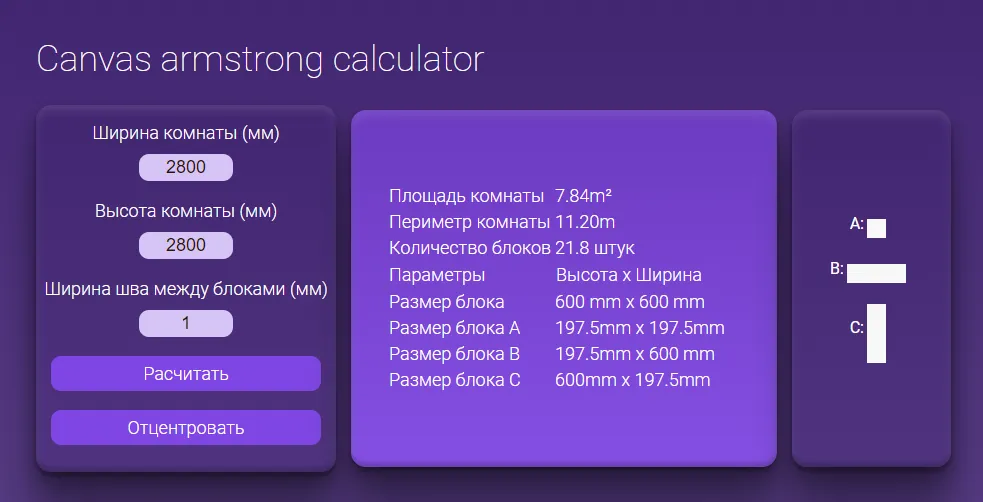 Canvas armstrong calculator
Ширина комнаты (мм)
2800
Высота комнаты (мм)
2800
Ширина шва между блоками (мм)
1
Расчитать
Отцентровать
Площадь комнаты 7.84m²
Периметр комнаты 11.20m
Количество блоков 21.8 штук
Параметры Высота x Ширина
Размер блока 600 mm x 600 mm
Размер блока A 197.5mm x 197.5mm
Размер блока B 197.5mm x 600 mm
Размер блока C 600mm x 197.5mm
A:
B:
C: